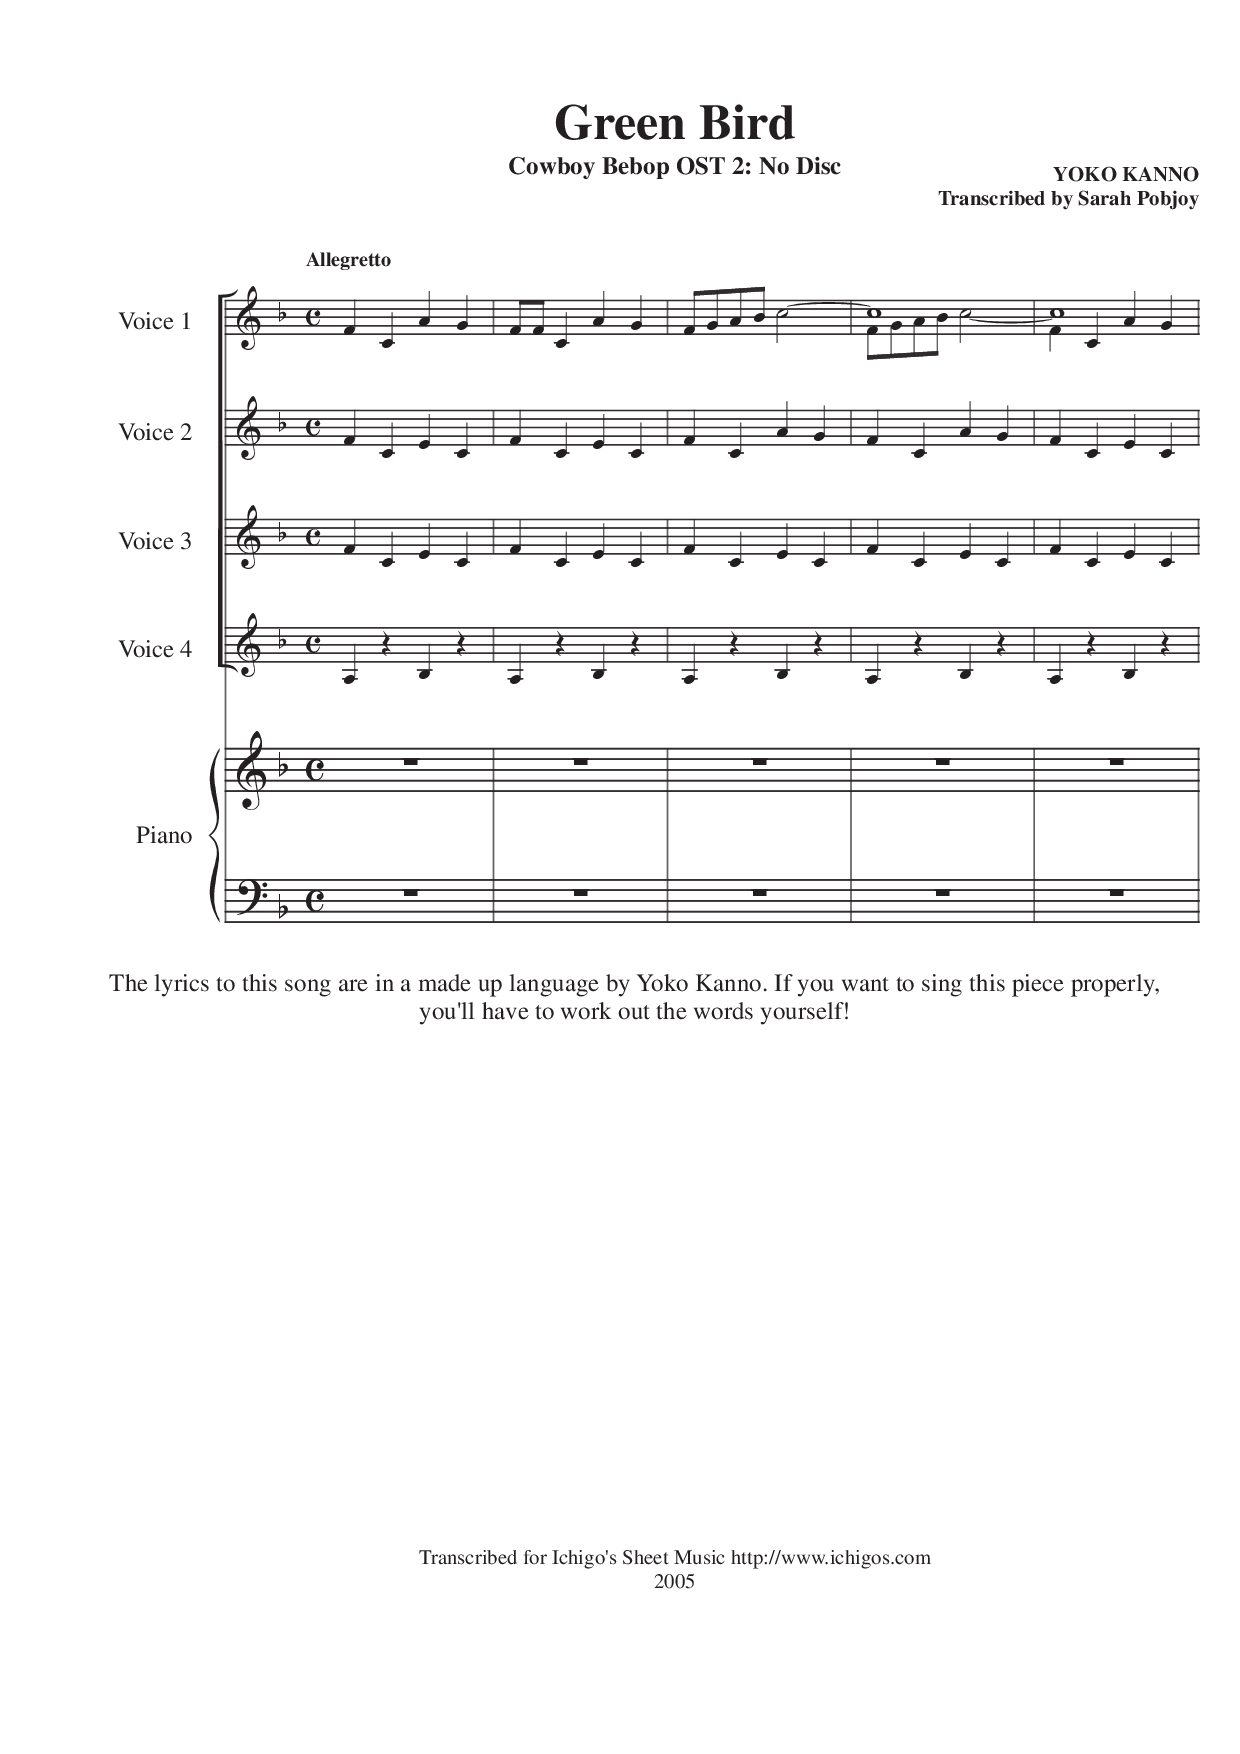 Green Bird
Cowboy Bebop OST 2: No Disc
YOKO KANNO
Transcribed by Sarah Pobjoy
Allegretto
Voice 1
Voice 2
Voice 3
Voice 4
Piano
The lyrics to this song are in a made up language by Yoko Kanno. If you want to sing this piece properly,
you'll have to work out the words yourself!
Transcribed for Ichigo's Sheet Music http://www.ichigos.com
2005